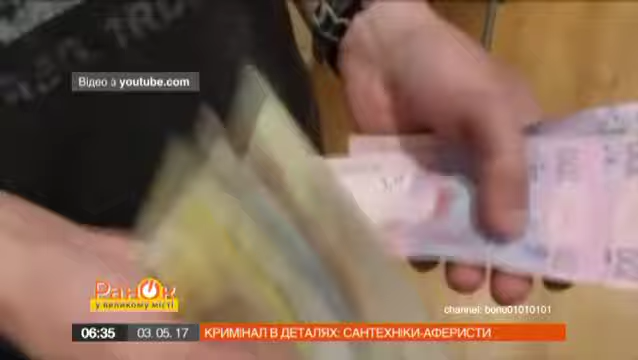 Відео з youtube.com
Ранок
у великому місті
channel: bono01010101
06:35 03.05.17 КРИМІНАЛ В ДЕТАЛЯХ: САНТЕХНІКИ-АФЕРИСТИ